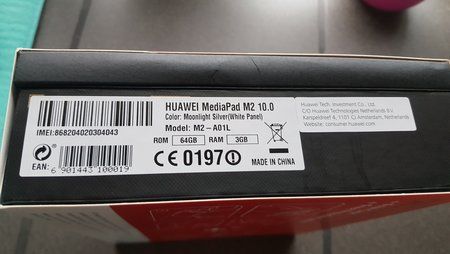 HUAWEI MediaPad M2 10.0
Color: Moonlight Silver(White Panel)
Model: M2-A01L
ROM 64GB RAM 3GB
CE0197
MADE IN CHINA
IMEI:868204020304043
EAN:
6 901443 100019
Huawei Tech. Investment Co., Ltd.
C/O Huawei Technologies Netherlands B.V.
Karspeldreef 4, 1101 CJ Amsterdam, Netherlands
Website: consumer.huawei.com